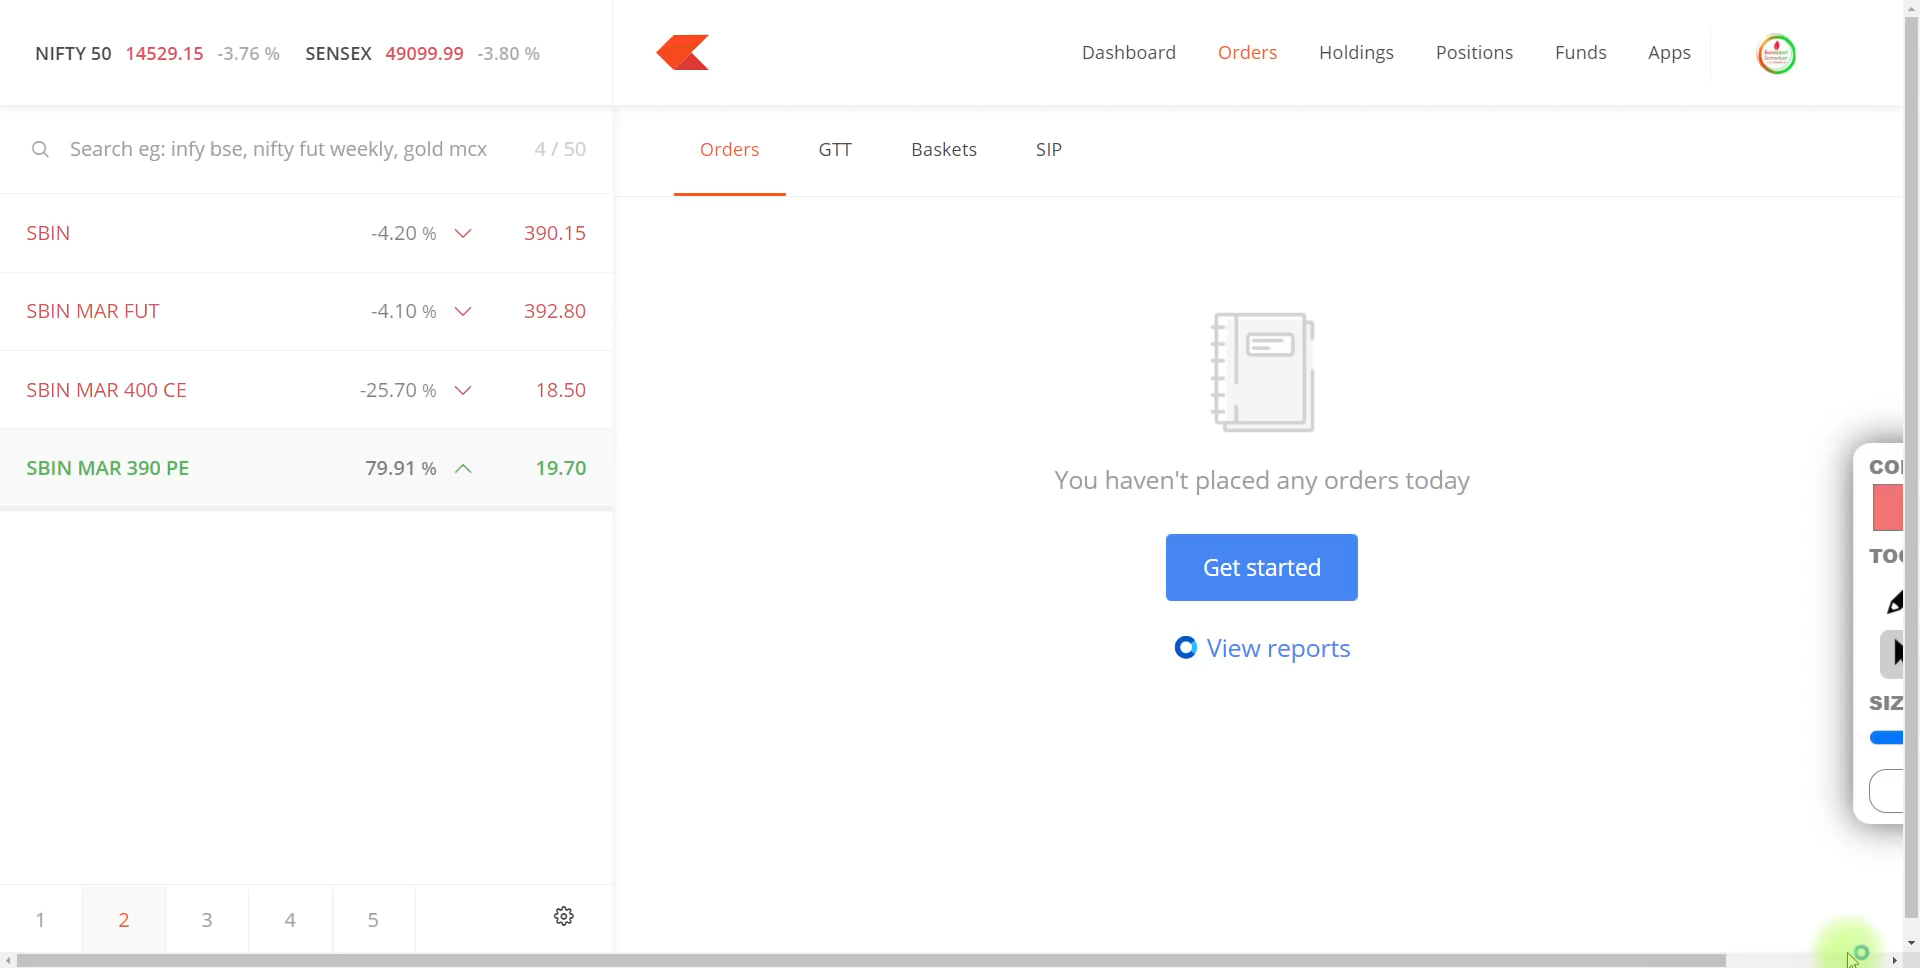 NIFTY 50 14529.15 -3.76 % SENSEX 49099.99 -3.80 %
Dashboard Orders Holdings Positions Funds Apps
Search eg: infy bse, nifty fut weekly, gold mcx 4 / 50
Orders GTT Baskets SIP
SBIN -4.20 % 390.15
SBIN MAR FUT -4.10 % 392.80
SBIN MAR 400 CE -25.70 % 18.50
SBIN MAR 390 PE 79.91 % 19.70
You haven't placed any orders today
Get started
View reports
1 2 3 4 5